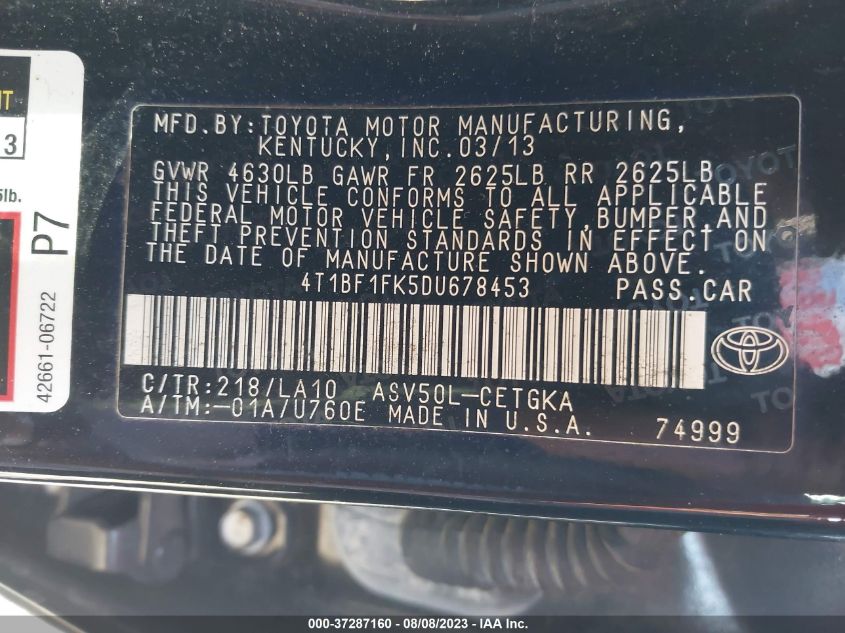 MFD.BY:TOYOTA MOTOR MANUFACTURING,
KENTUCKY,INC.03/13
GVWR 4630LB GAWR FR 2625LB RR 2625LB
THIS VEHICLE CONFORMS TO ALL APPLICABLE
FEDERAL MOTOR VEHICLE SAFETY,BUMPER,AND
THEFT PREVENTION STANDARDS IN EFFECT ON
THE DATE OF MANUFACTURE SHOWN ABOVE.
4T1BF1FK5DU678453 PASS.CAR
C/TR:218/LA10 ASV50L-CETGKA
A/TM:-01A/U760E MADE IN U.S.A. 74999
3
lb.
P7
42661-06722
TOYOTA
000-37287160 - 08/08/2023 - IAA Inc.